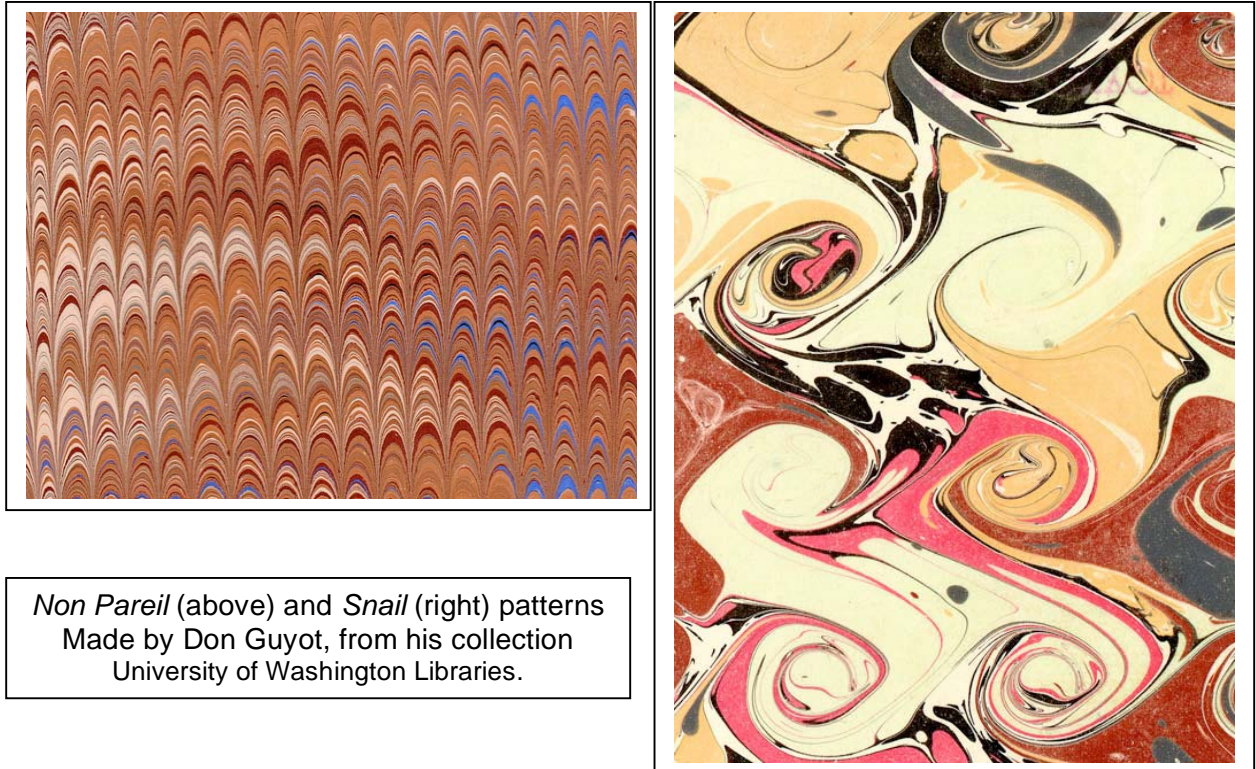 Non Pareil (above) and Snail (right) patterns
Made by Don Guyot, from his collection
University of Washington Libraries.